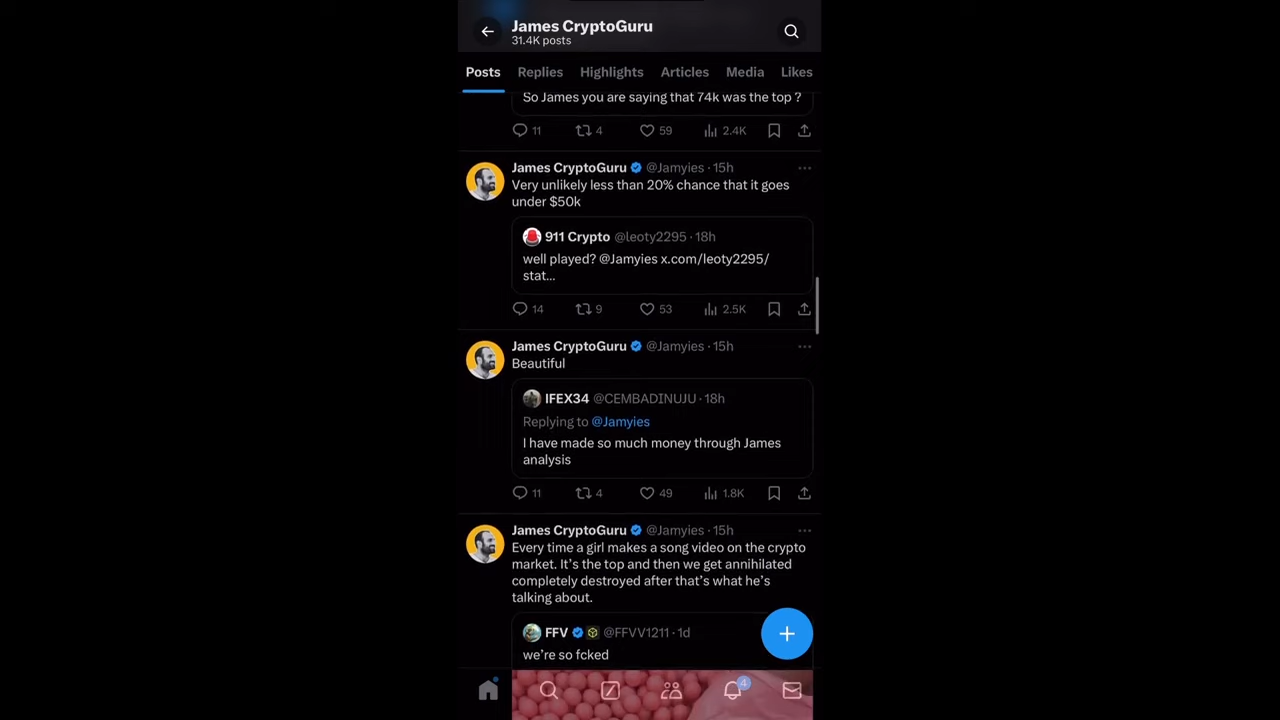 James CryptoGuru
31.4K posts
Posts Replies Highlights Articles Media Likes
So James you are saying that 74k was the top ?
11 4 59 2.4K
James CryptoGuru @Jamyies · 15h
Very unlikely less than 20% chance that it goes
under $50k
911 Crypto @leoty2295 · 18h
well played? @Jamyies x.com/leoty2295/
stat...
14 9 53 2.5K
James CryptoGuru @Jamyies · 15h
Beautiful
IFEX34 @CEMBADINUJU · 18h
Replying to @Jamyies
I have made so much money through James
analysis
11 4 49 1.8K
James CryptoGuru @Jamyies · 15h
Every time a girl makes a song video on the crypto
market. It's the top and then we get annihilated
completely destroyed after that's what he's
talking about.
FFV @FFVV1211 · 1d
we're so fcked
4